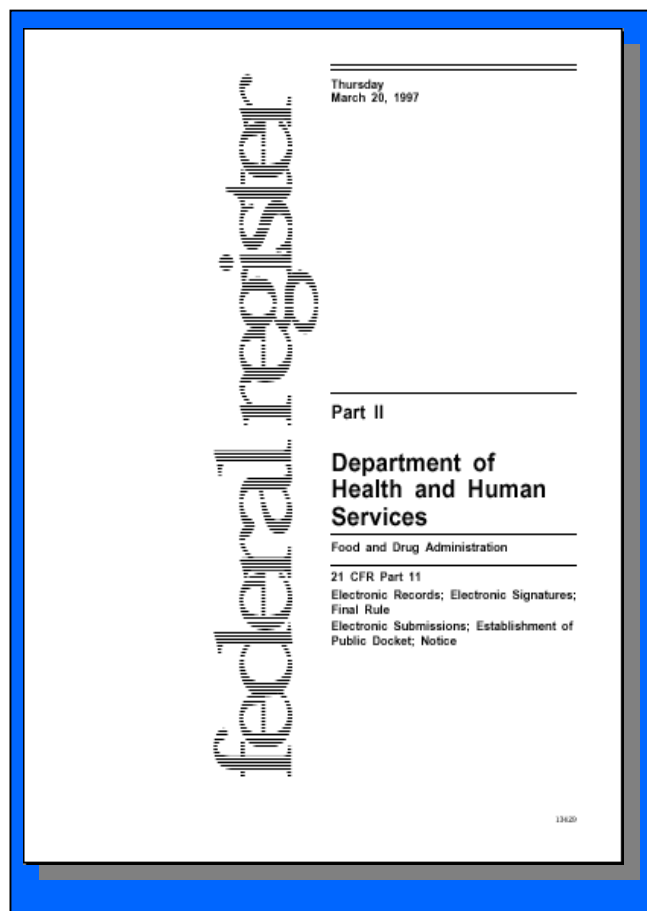 federal register
Thursday
March 20, 1997
Part II
Department of
Health and Human
Services
Food and Drug Administration
21 CFR Part 11
Electronic Records; Electronic Signatures;
Final Rule
Electronic Submissions; Establishment of
Public Docket; Notice
13429